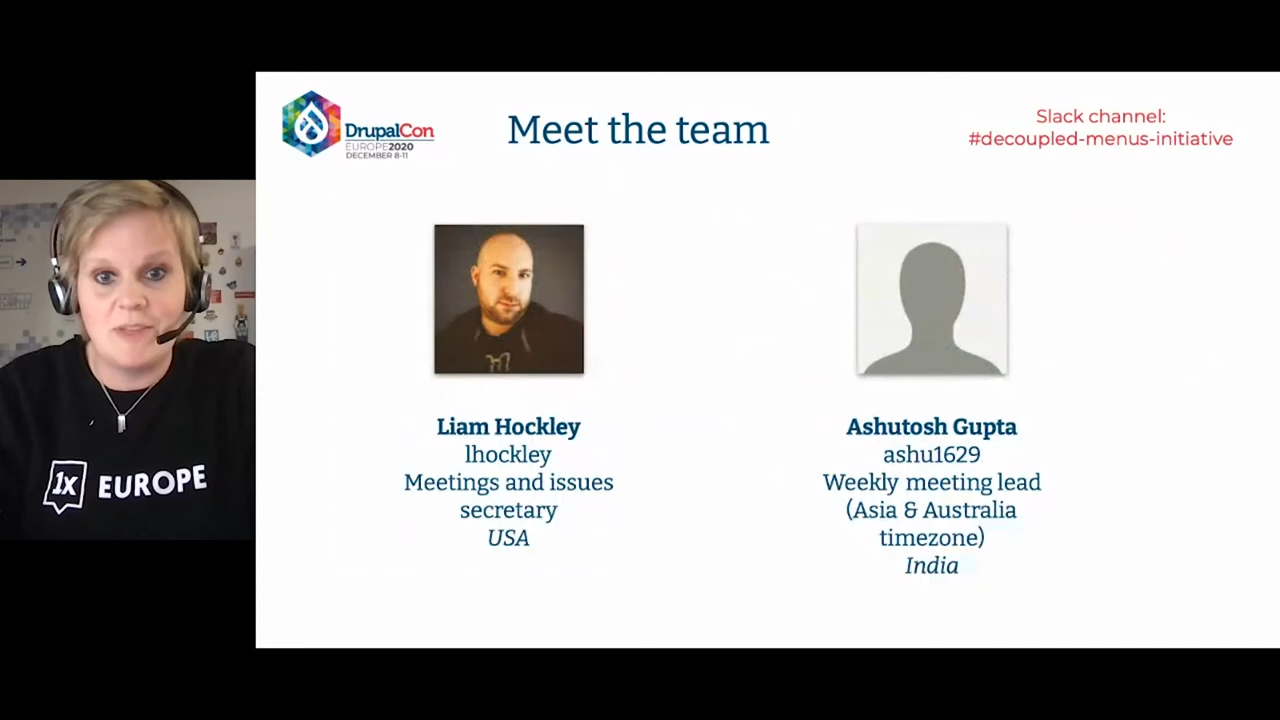 DrupalCon
EUROPE2020
DECEMBER 8-11
Meet the team
Slack channel:
#decoupled-menus-initiative
Liam Hockley
lhockley
Meetings and issues
secretary
USA
Ashutosh Gupta
ashu1629
Weekly meeting lead
(Asia & Australia
timezone)
India
1x EUROPE